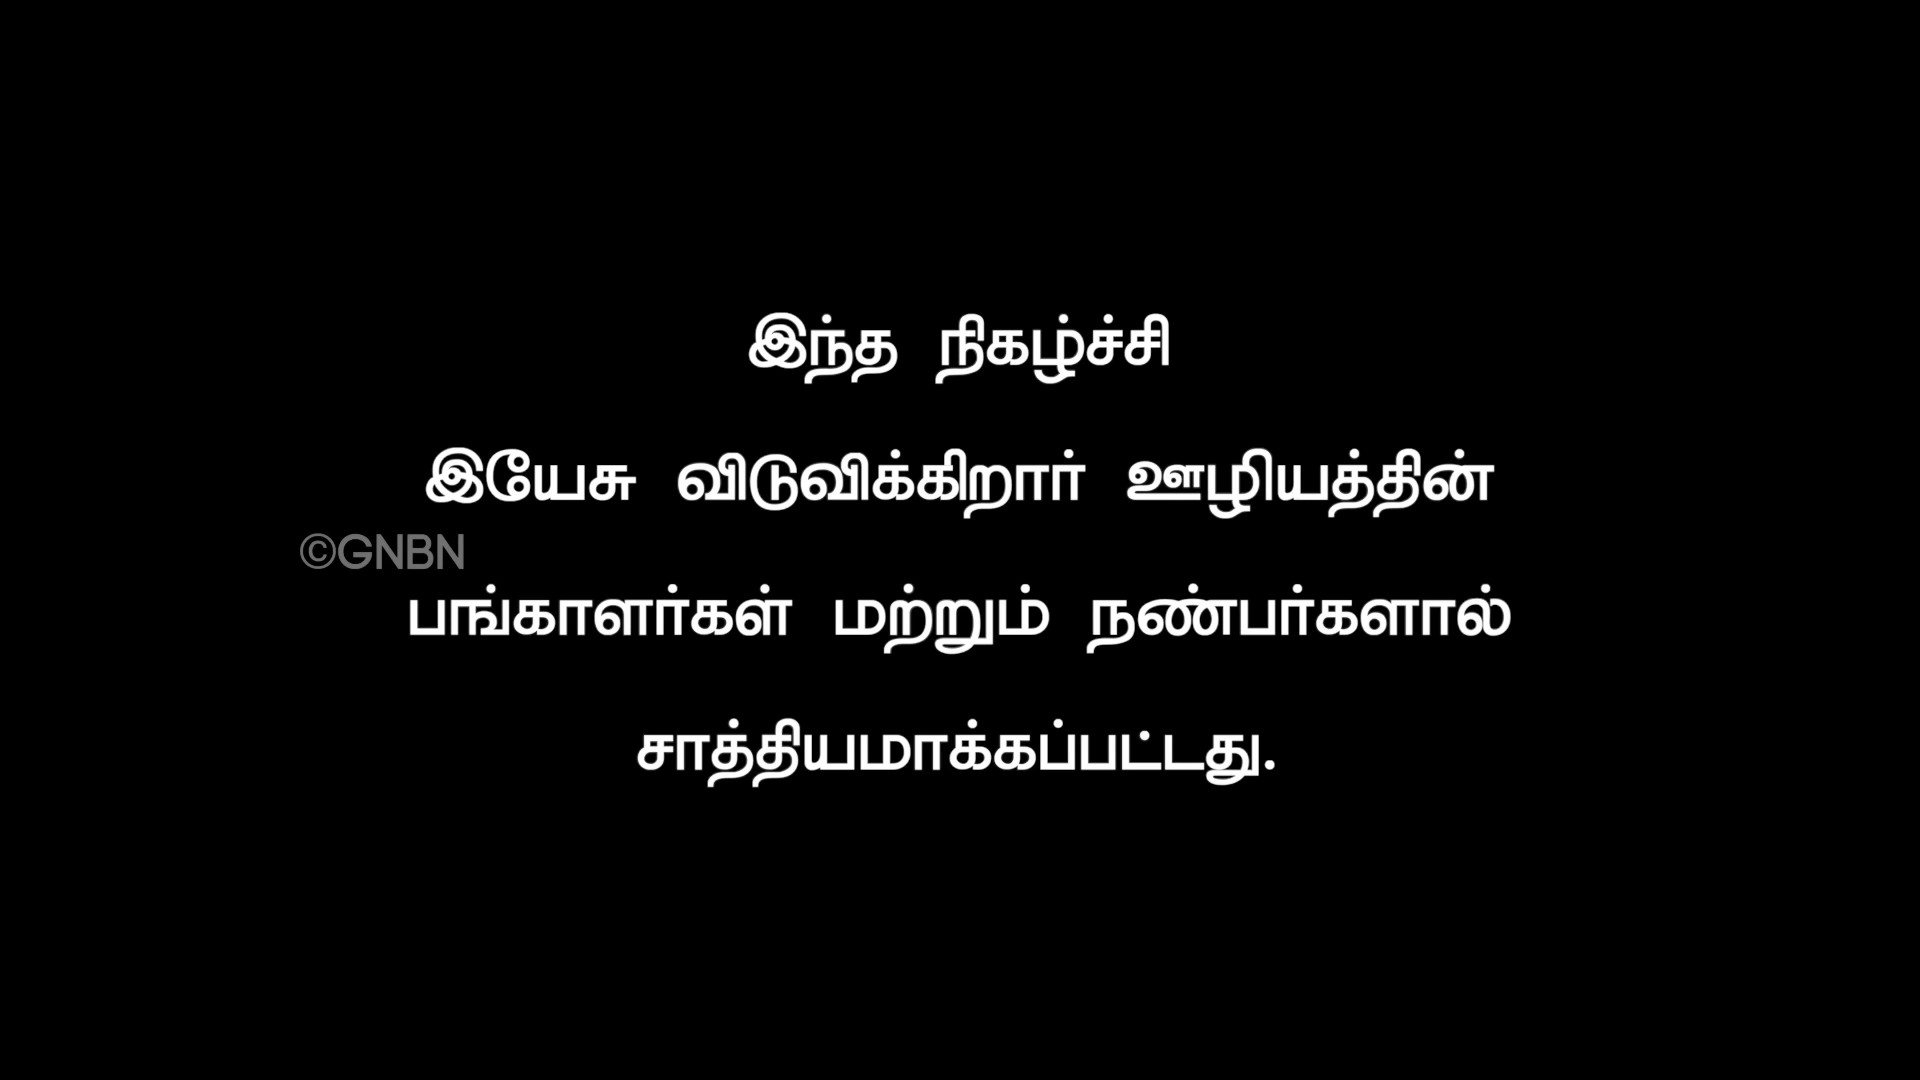 இந்த நிகழ்ச்சி
இயேசு விடுவிக்கிறார் ஊழியத்தின்
©GNBN
பங்காளர்கள் மற்றும் நண்பர்களால்
சாத்தியமாக்கப்பட்டது.